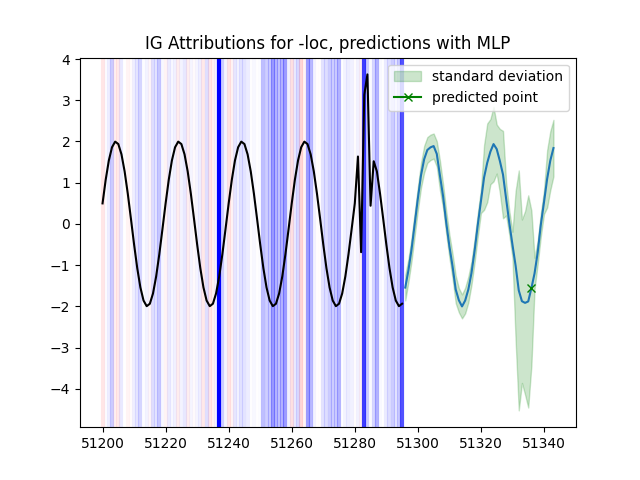 IG Attributions for -loc, predictions with MLP
standard deviation
predicted point
4
3
2
1
0
−1
−2
−3
−4
51200 51220 51240 51260 51280 51300 51320 51340